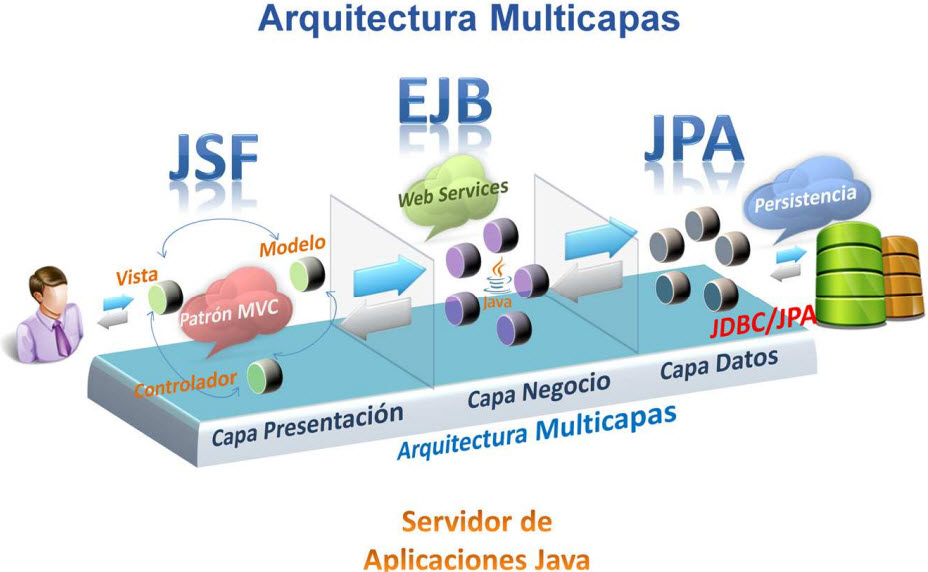 Arquitectura Multicapas
JSF
EJB
JPA
Web Services
Persistencia
Vista
Modelo
Patrón MVC
Controlador
Java
JDBC/JPA
Capa Presentación
Capa Negocio
Capa Datos
Arquitectura Multicapas
Servidor de
Aplicaciones Java